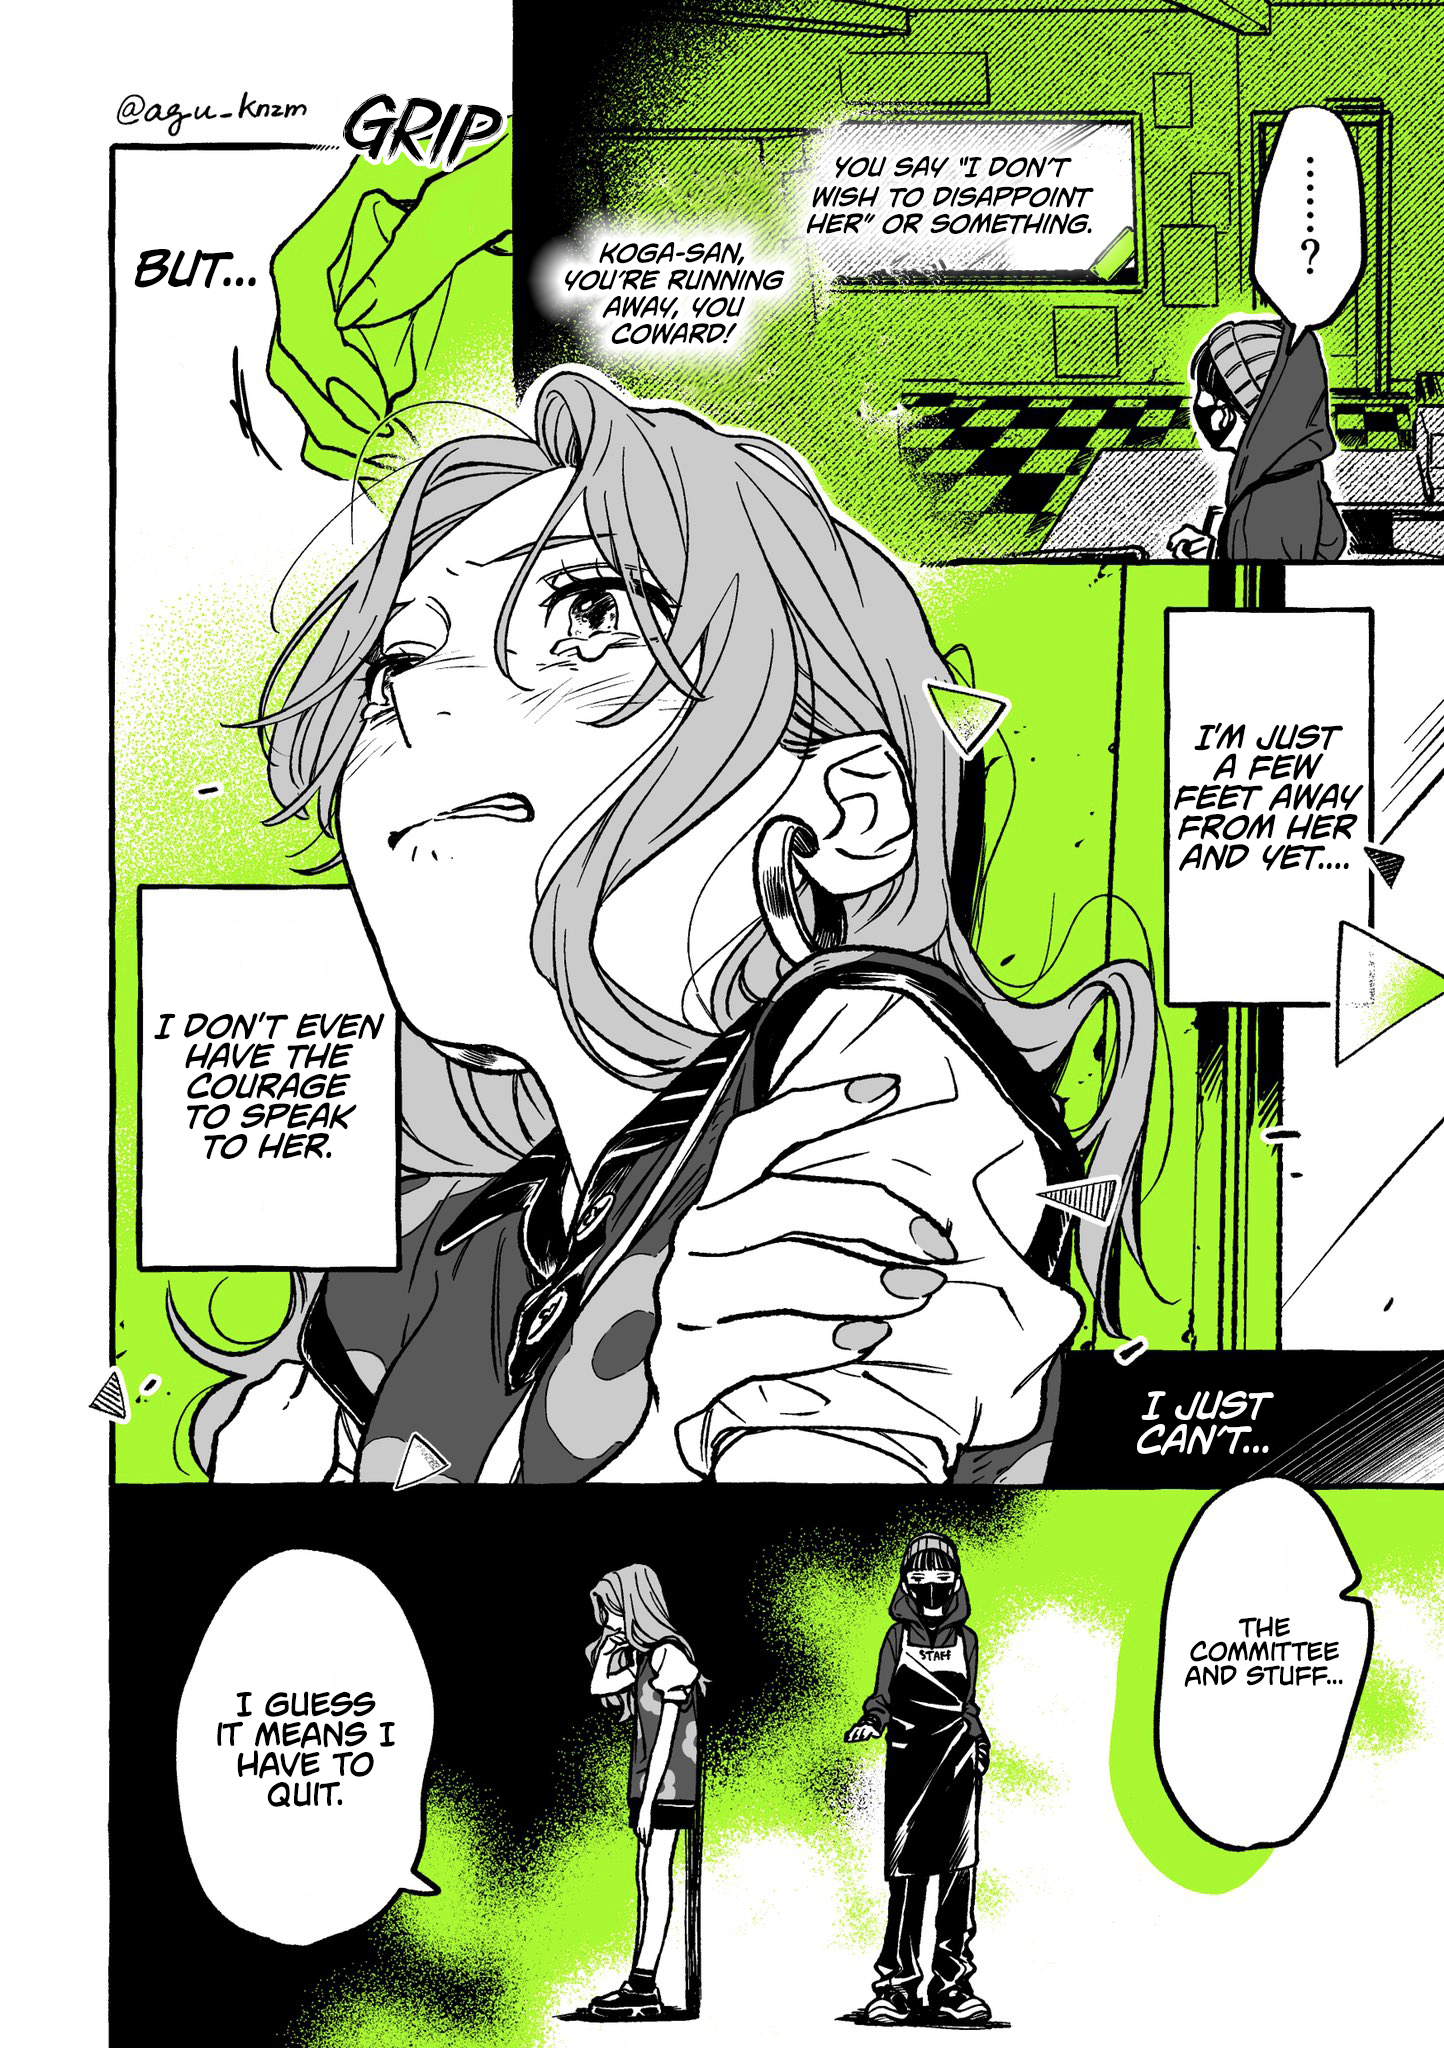 @agu_knzm
………?
YOU SAY "I DON'T
WISH TO DISAPPOINT
HER" OR SOMETHING.
KOGA-SAN,
YOU'RE RUNNING
AWAY, YOU
COWARD!
GRIP
BUT...
I'M JUST
A FEW
FEET AWAY
FROM HER
AND YET....
I DON'T EVEN
HAVE THE
COURAGE
TO SPEAK
TO HER.
I JUST
CAN'T...
THE
COMMITTEE
AND STUFF...
STAFF
I GUESS
IT MEANS I
HAVE TO
QUIT.